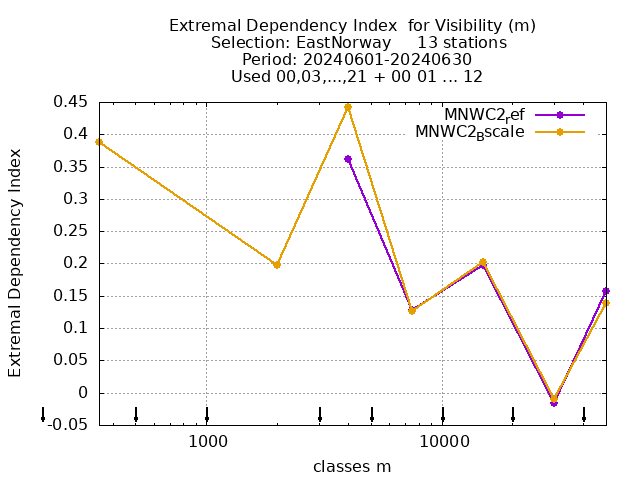 Extremal Dependency Index  for Visibility (m)
Selection: EastNorway     13 stations
Period: 20240601-20240630
Used 00,03,...,21 + 00 01 ... 12
MNWC2_ref
MNWC2_Bscale
Extremal Dependency Index
0.45
0.4
0.35
0.3
0.25
0.2
0.15
0.1
0.05
0
-0.05
1000
10000
classes m